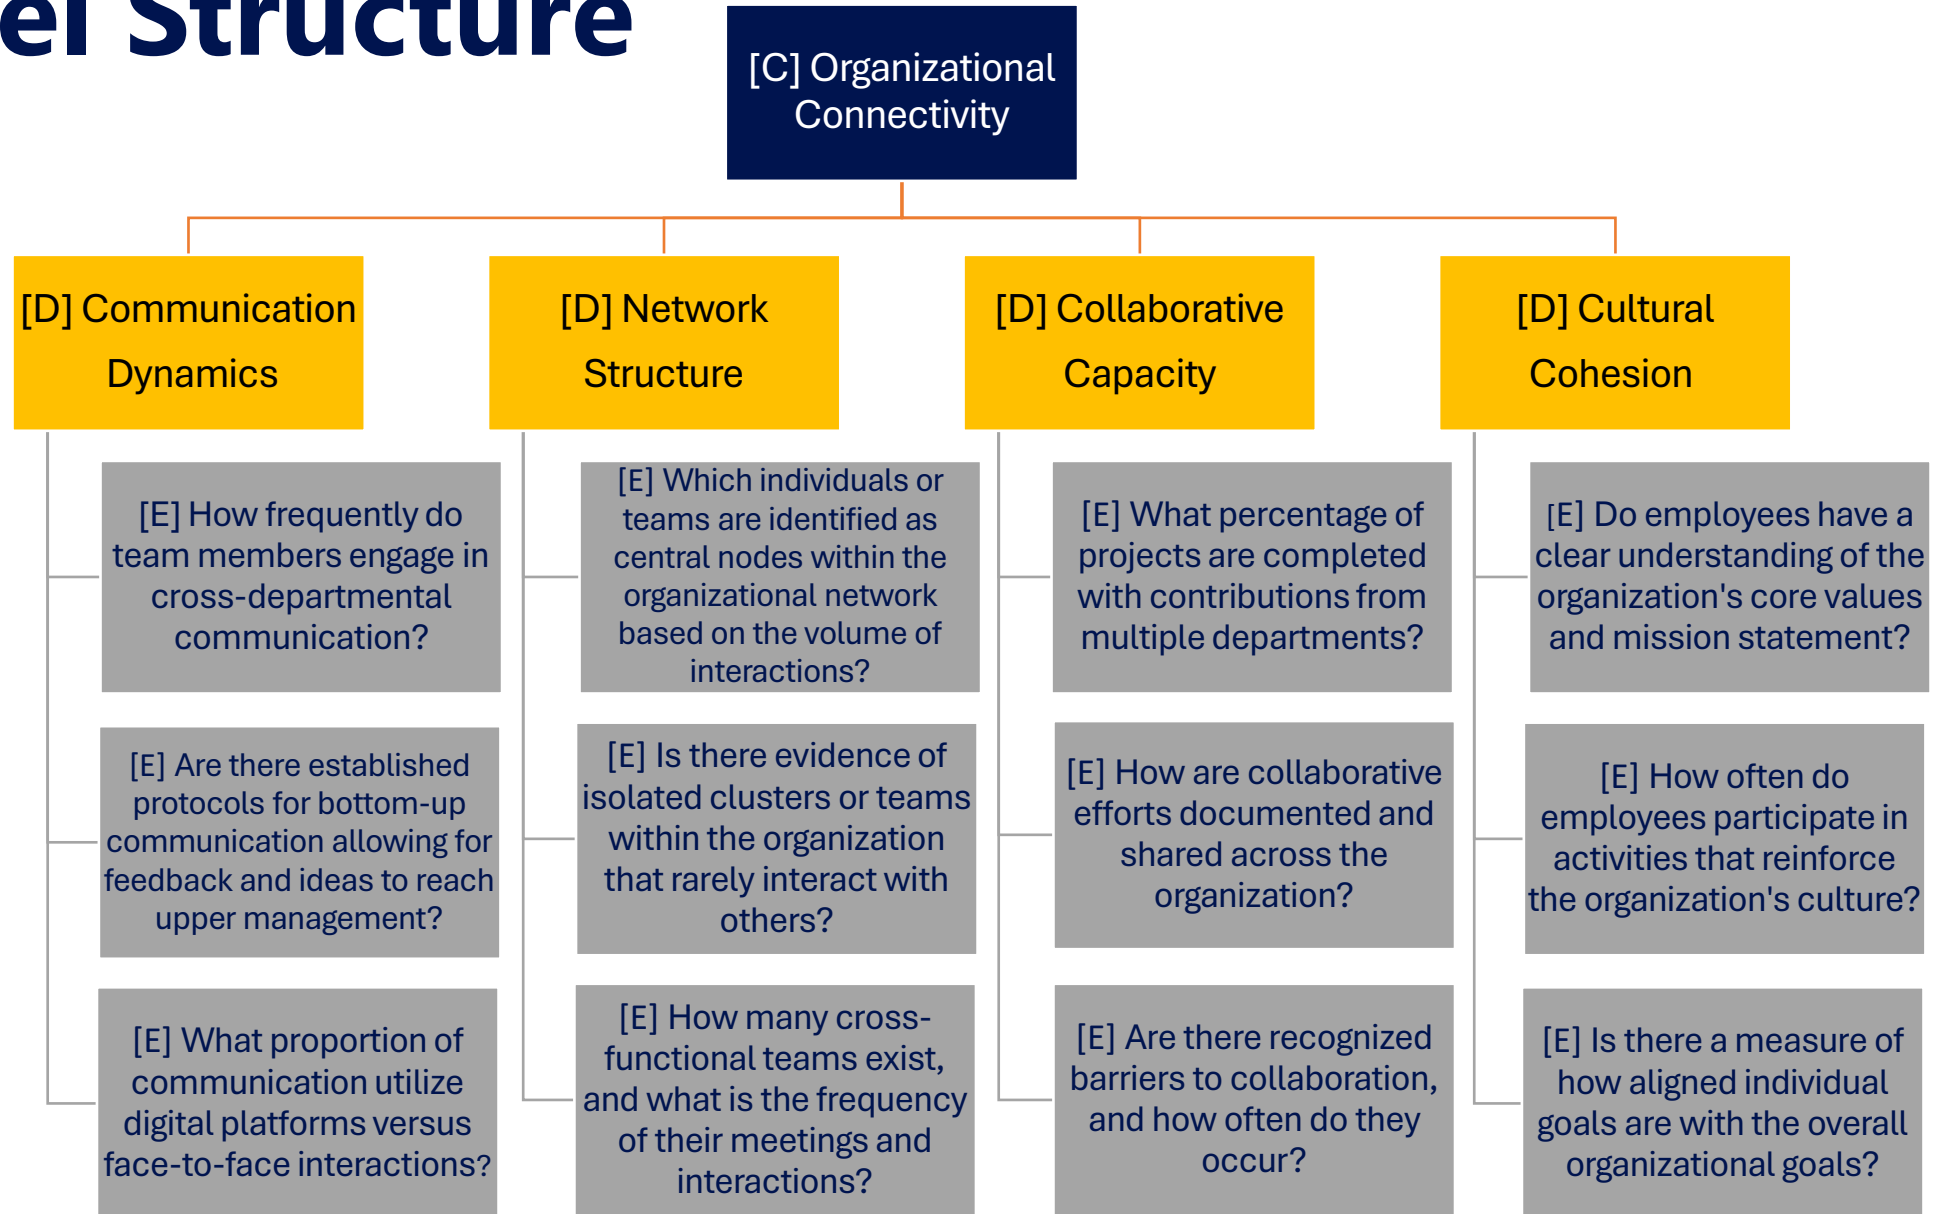 el Structure
[C] Organizational
Connectivity
[D] Communication
Dynamics
[D] Network
Structure
[D] Collaborative
Capacity
[D] Cultural
Cohesion
[E] How frequently do
team members engage in
cross-departmental
communication?
[E] Are there established
protocols for bottom-up
communication allowing for
feedback and ideas to reach
upper management?
[E] What proportion of
communication utilize
digital platforms versus
face-to-face interactions?
[E] Which individuals or
teams are identified as
central nodes within the
organizational network
based on the volume of
interactions?
[E] Is there evidence of
isolated clusters or teams
within the organization
that rarely interact with
others?
[E] How many cross-
functional teams exist,
and what is the frequency
of their meetings and
interactions?
[E] What percentage of
projects are completed
with contributions from
multiple departments?
[E] How are collaborative
efforts documented and
shared across the
organization?
[E] Are there recognized
barriers to collaboration,
and how often do they
occur?
[E] Do employees have a
clear understanding of the
organization's core values
and mission statement?
[E] How often do
employees participate in
activities that reinforce
the organization's culture?
[E] Is there a measure of
how aligned individual
goals are with the overall
organizational goals?